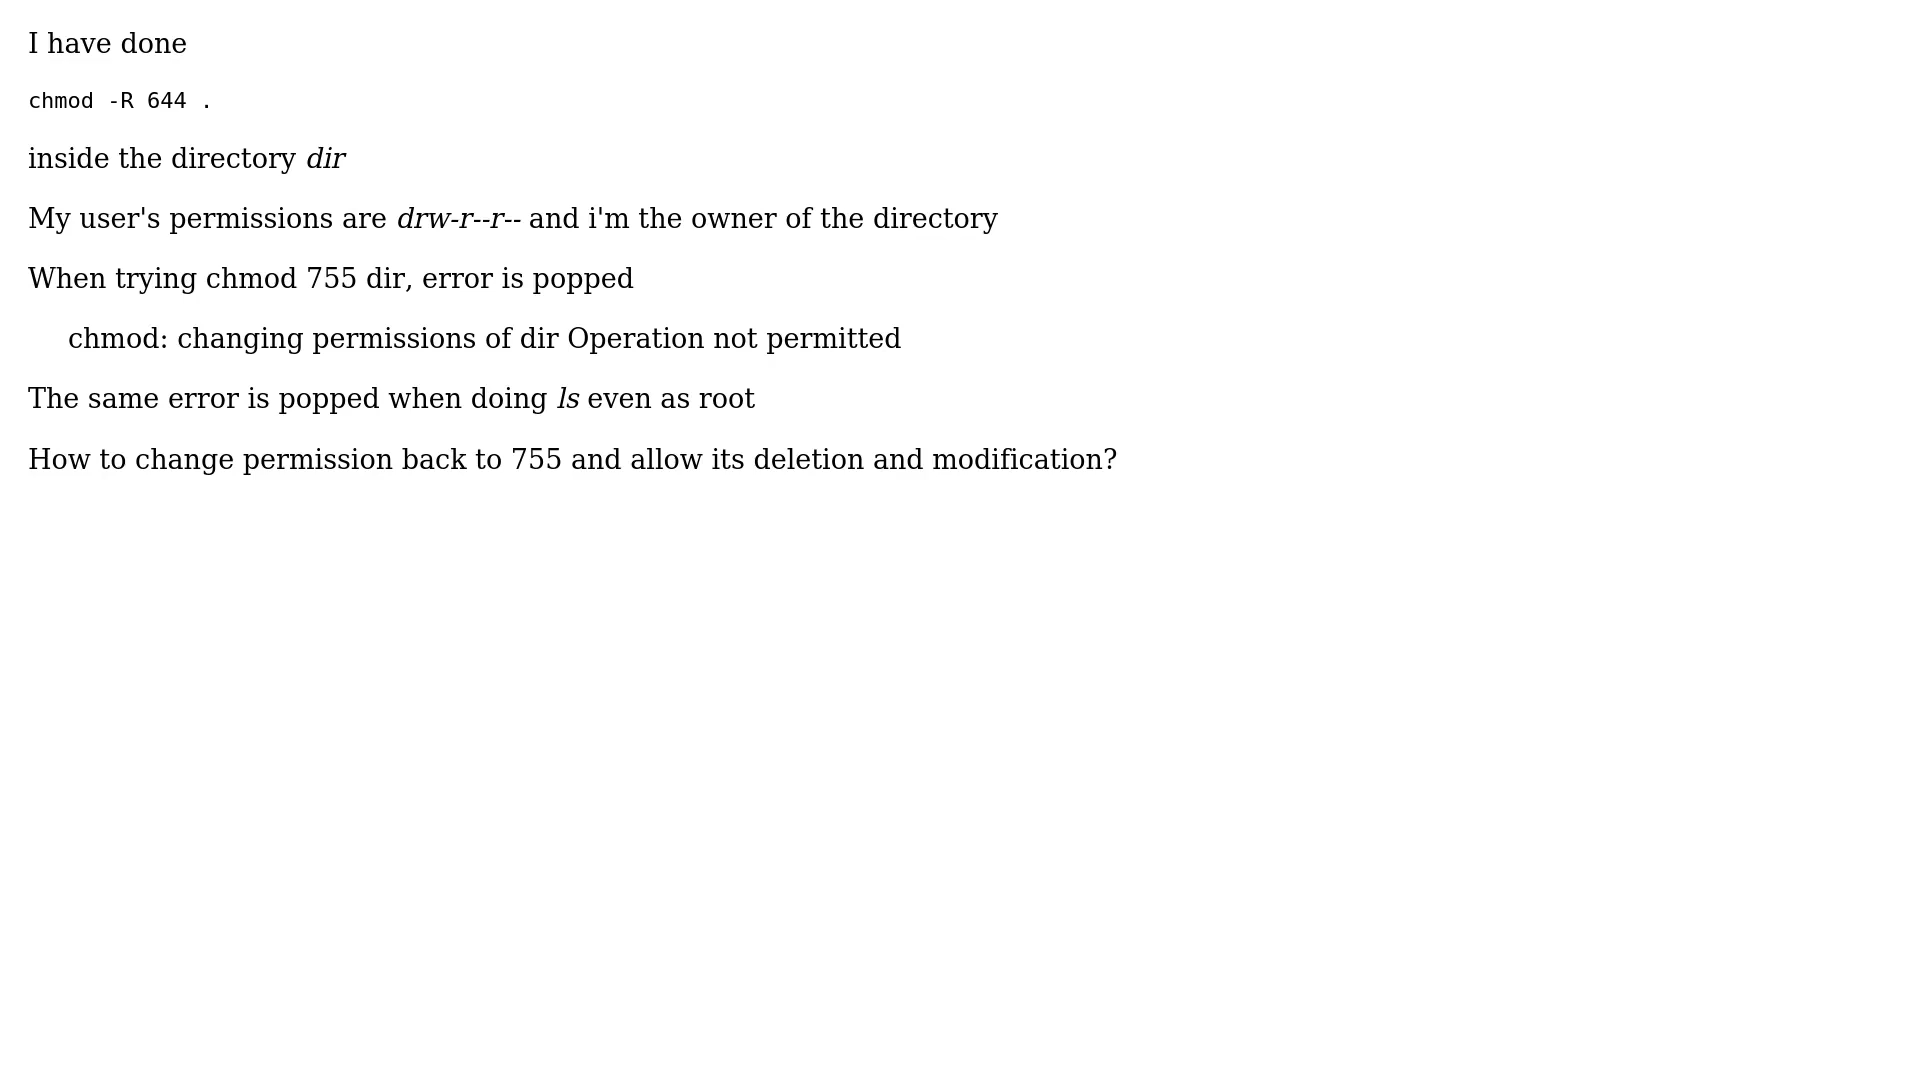 I have done
chmod -R 644 .
inside the directory dir
My user's permissions are drw-r--r-- and i'm the owner of the directory
When trying chmod 755 dir, error is popped
chmod: changing permissions of dir Operation not permitted
The same error is popped when doing ls even as root
How to change permission back to 755 and allow its deletion and modification?